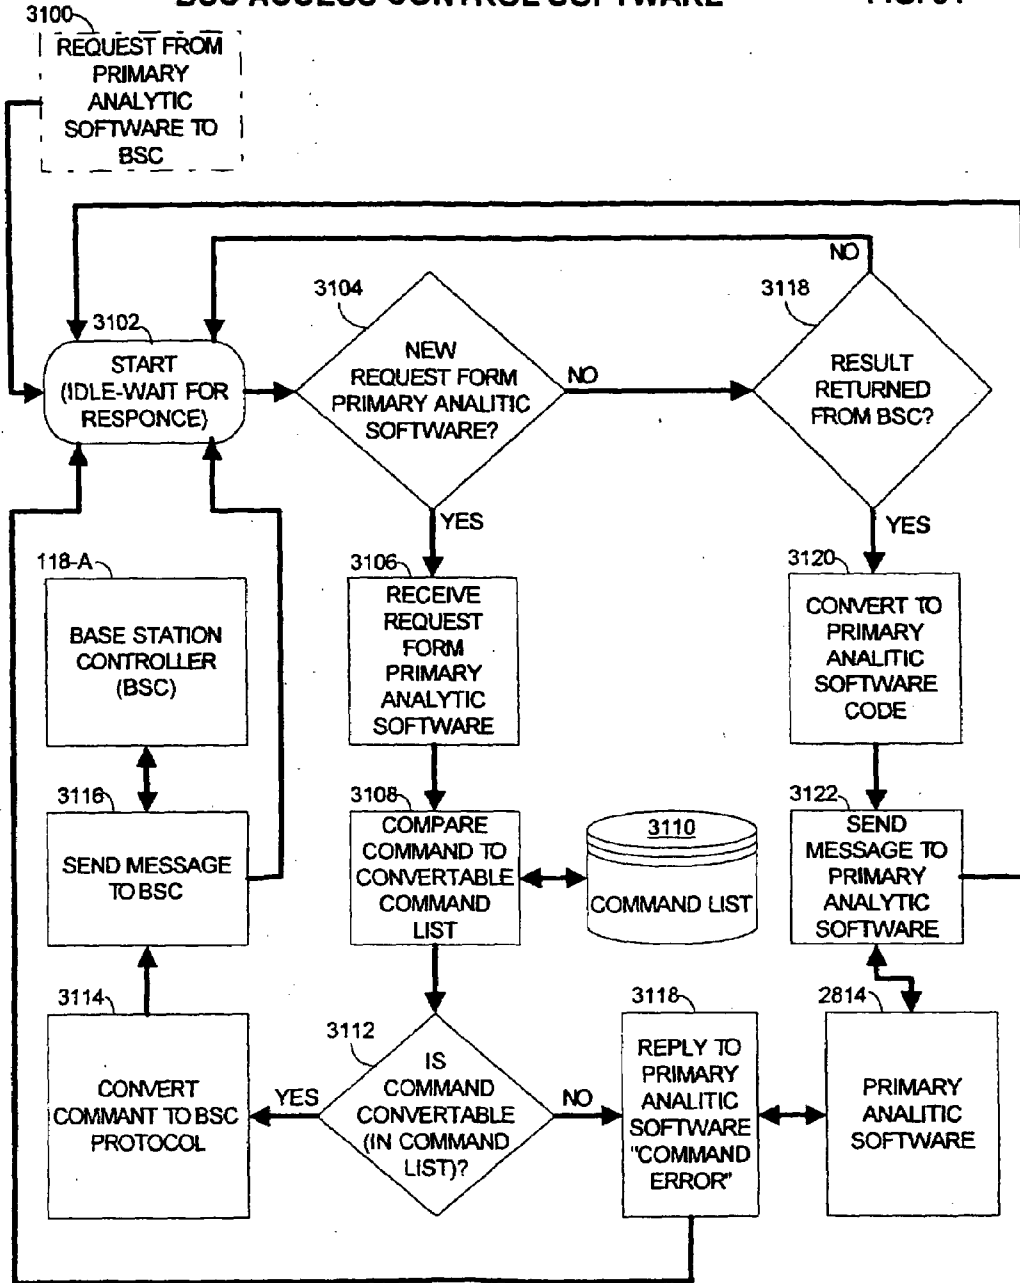 BSC ACCESS CONTROL SOFTWARE
3100
REQUEST FROM
PRIMARY
ANALYTIC
SOFTWARE TO
BSC
3102
START
(IDLE-WAIT FOR
RESPONCE)
3104
NEW
REQUEST FORM
PRIMARY ANALITIC
SOFTWARE?
NO
YES
3118
RESULT
RETURNED
FROM BSC?
NO
YES
118-A
BASE STATION
CONTROLLER
(BSC)
3106
RECEIVE
REQUEST
FORM
PRIMARY
ANALYTIC
SOFTWARE
3120
CONVERT TO
PRIMARY
ANALITIC
SOFTWARE
CODE
3116
SEND MESSAGE
TO BSC
3108
COMPARE
COMMAND TO
CONVERTABLE
COMMAND
LIST
3110
COMMAND LIST
3122
SEND
MESSAGE TO
PRIMARY
ANALYTIC
SOFTWARE
3114
CONVERT
COMMANT TO BSC
PROTOCOL
YES
3112
IS
COMMAND
CONVERTABLE
(IN COMMAND
LIST)?
NO
3118
REPLY TO
PRIMARY
ANALITIC
SOFTWARE
"COMMAND
ERROR"
2814
PRIMARY
ANALITIC
SOFTWARE